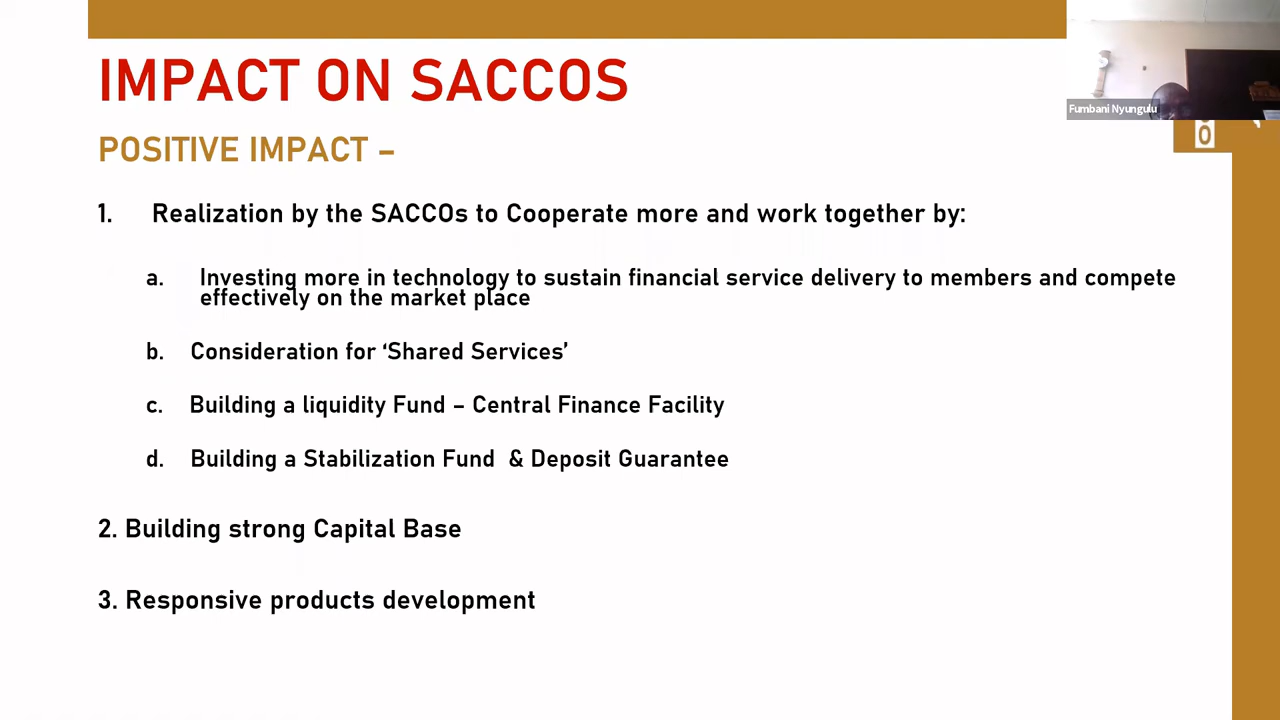 IMPACT ON SACCOS
Fumbani Nyungulu
POSITIVE IMPACT –
1. Realization by the SACCOs to Cooperate more and work together by:
a. Investing more in technology to sustain financial service delivery to members and compete
effectively on the market place
b. Consideration for ‘Shared Services’
c. Building a liquidity Fund – Central Finance Facility
d. Building a Stabilization Fund & Deposit Guarantee
2. Building strong Capital Base
3. Responsive products development